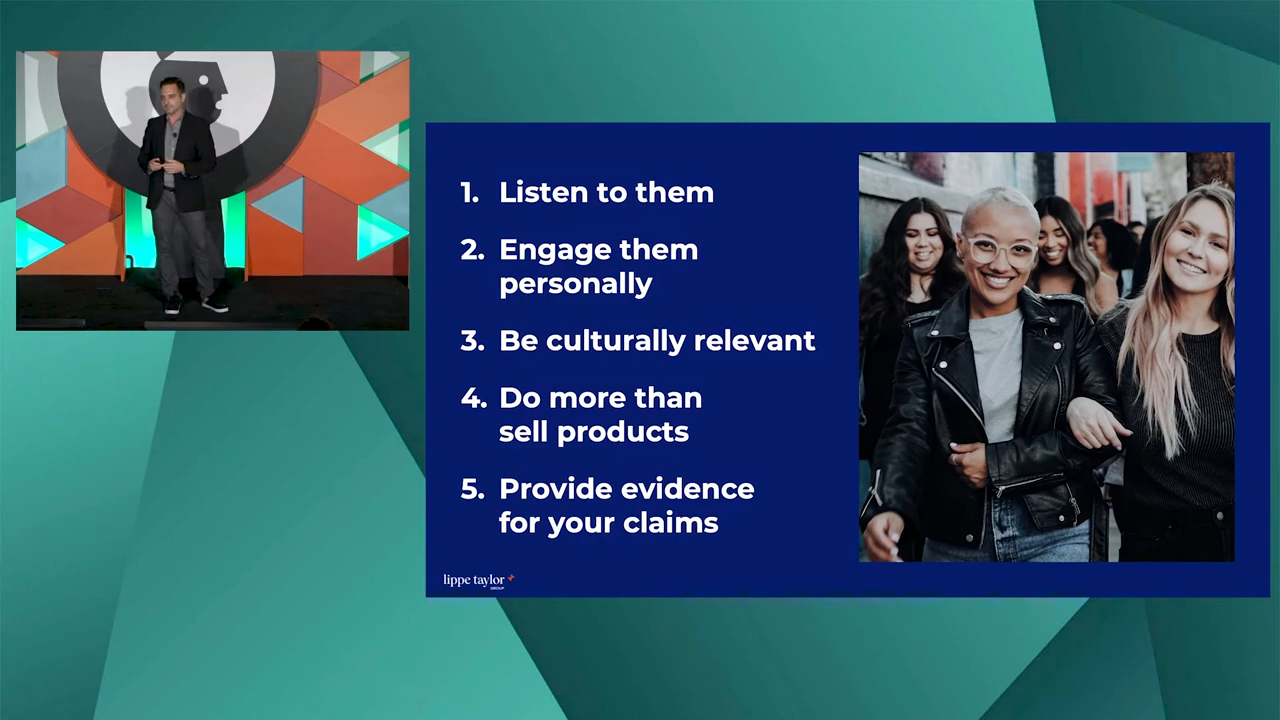 1. Listen to them
2. Engage them
personally
3. Be culturally relevant
4. Do more than
sell products
5. Provide evidence
for your claims
lippe taylor
GROUP